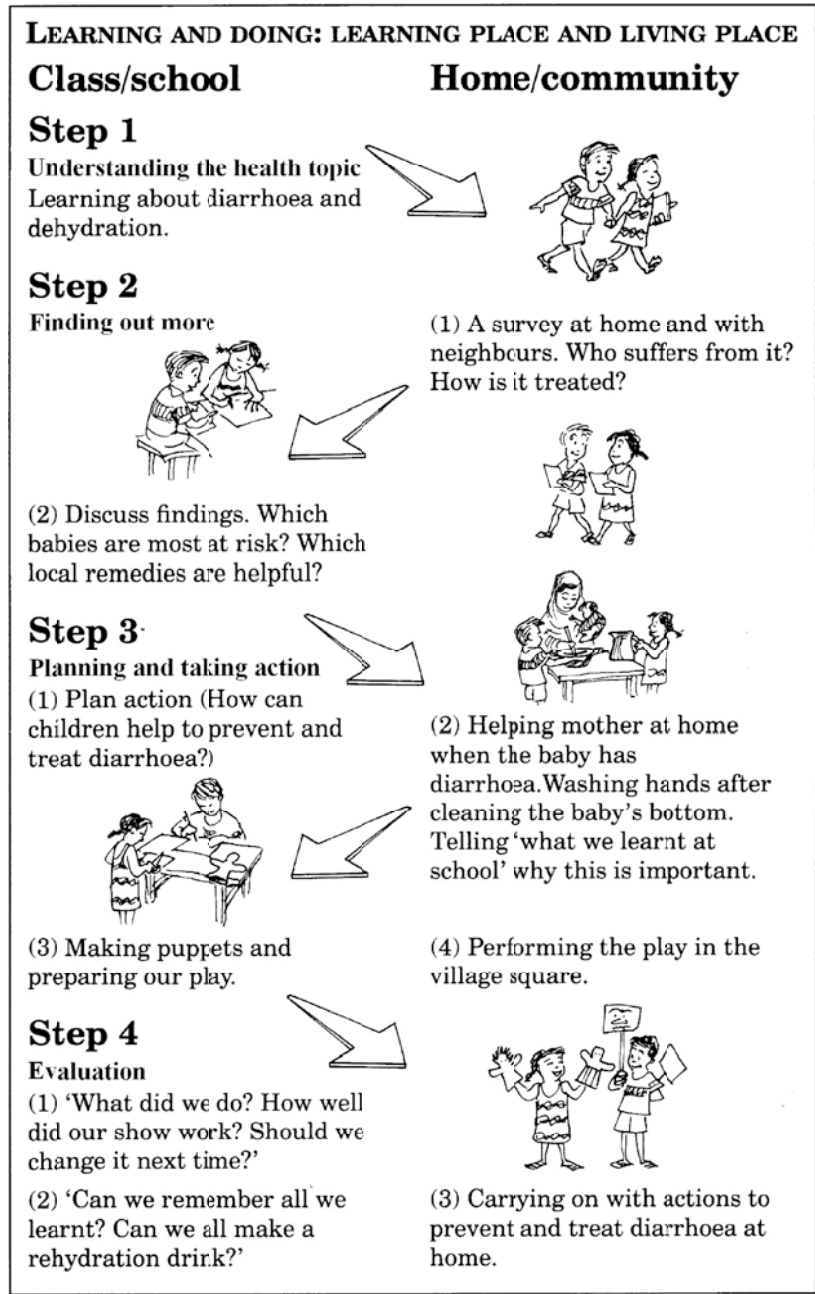 LEARNING AND DOING: LEARNING PLACE AND LIVING PLACE
Class/school
Home/community
Step 1
Understanding the health topic
Learning about diarrhoea and
dehydration.
Step 2
Finding out more
(1) A survey at home and with
neighbours. Who suffers from it?
How is it treated?
(2) Discuss findings. Which
babies are most at risk? Which
local remedies are helpful?
Step 3
Planning and taking action
(1) Plan action (How can
children help to prevent and
treat diarrhoea?)
(2) Helping mother at home
when the baby has
diarrhoea.Washing hands after
cleaning the baby's bottom.
Telling 'what we learnt at
school' why this is important.
(3) Making puppets and
preparing our play.
(4) Performing the play in the
village square.
Step 4
Evaluation
(1) 'What did we do? How well
did our show work? Should we
change it next time?'
(2) 'Can we remember all we
learnt? Can we all make a
rehydration drink?'
(3) Carrying on with actions to
prevent and treat diarrhoea at
home.